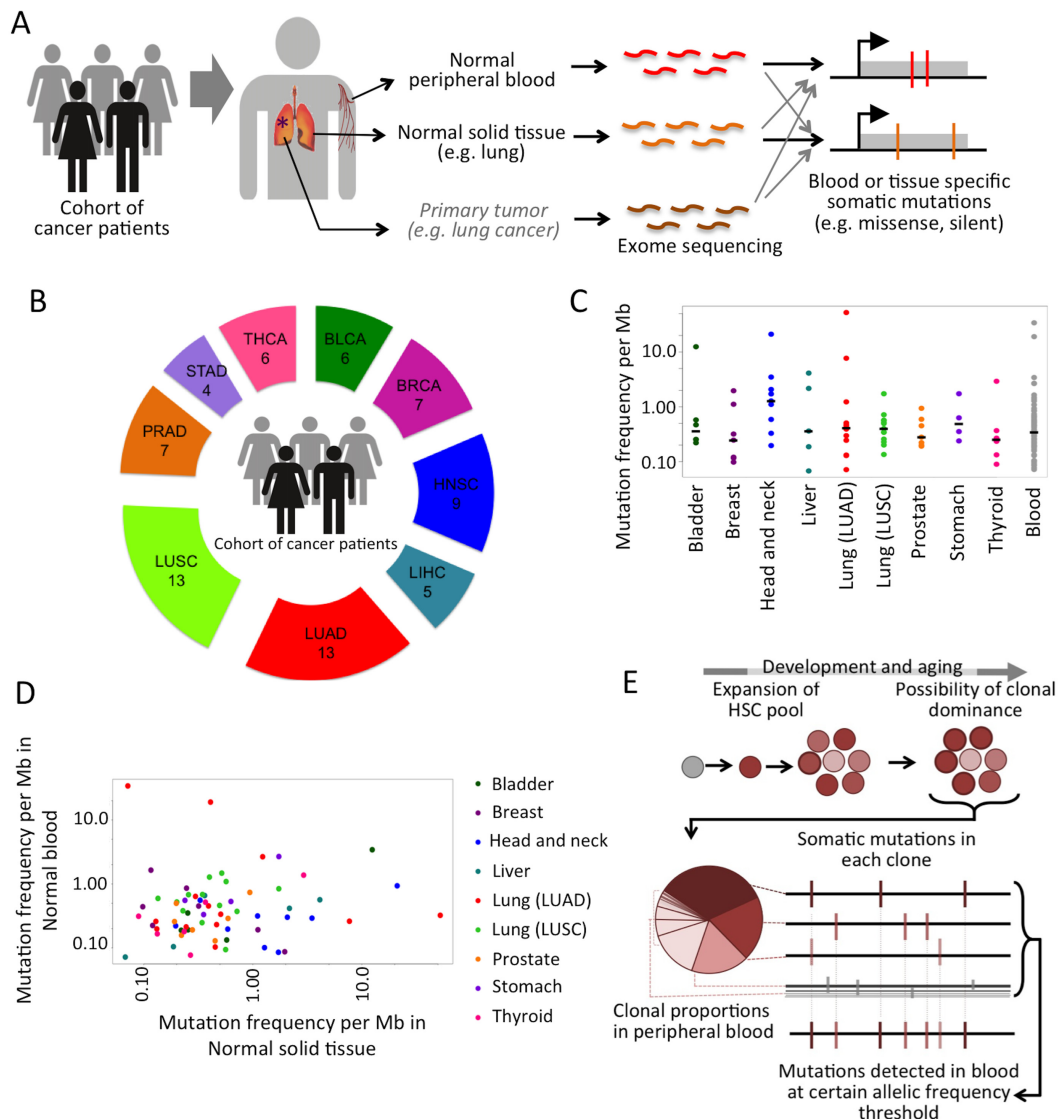 A
Cohort of
cancer patients
*
Normal
peripheral blood
Normal solid tissue
(e.g. lung)
Primary tumor
(e.g. lung cancer)
Exome sequencing
Blood or tissue specific
somatic mutations
(e.g. missense, silent)
B
THCA
6
BLCA
6
BRCA
7
HNSC
9
LIHC
5
LUAD
13
LUSC
13
PRAD
7
STAD
4
Cohort of cancer patients
C
Mutation frequency per Mb
10.0
1.00
0.10
Bladder
Breast
Head and neck
Liver
Lung (LUAD)
Lung (LUSC)
Prostate
Stomach
Thyroid
Blood
D
Mutation frequency per Mb in
Normal blood
10.0
1.00
0.10
0.10
1.00
10.0
Mutation frequency per Mb in
Normal solid tissue
Bladder
Breast
Head and neck
Liver
Lung (LUAD)
Lung (LUSC)
Prostate
Stomach
Thyroid
E
Development and aging
Expansion of
HSC pool
Possibility of clonal
dominance
Somatic mutations in
each clone
Clonal proportions
in peripheral blood
Mutations detected in blood
at certain allelic frequency
threshold